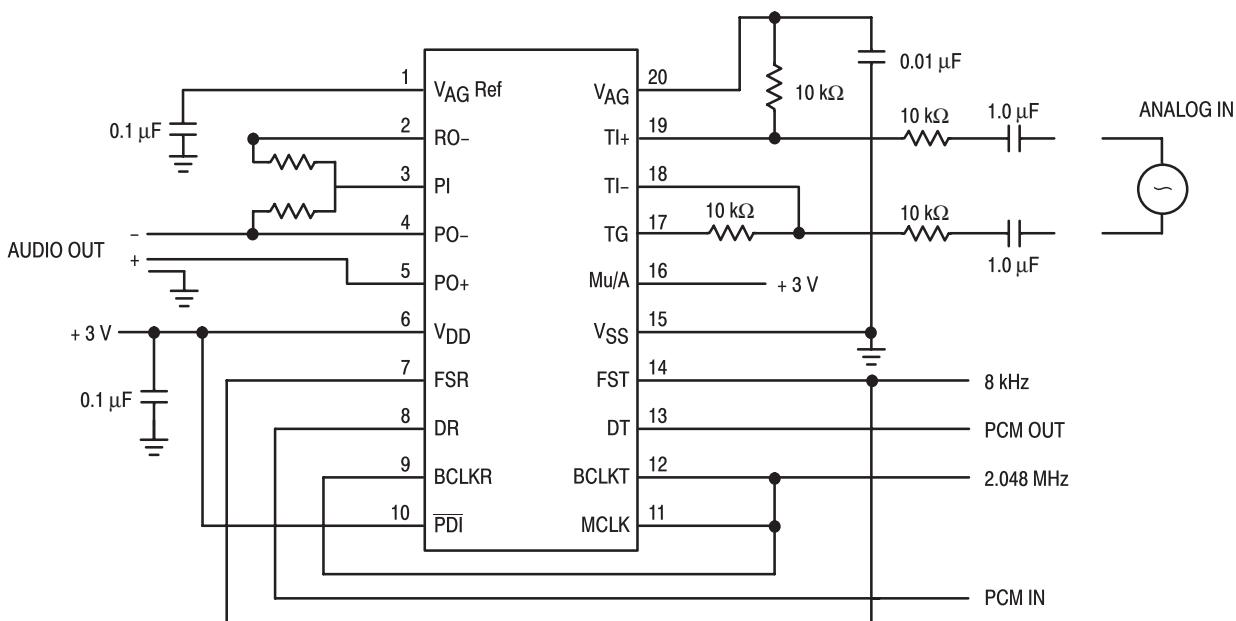 0.01 μF
1
VAG Ref
VAG
20
10 kΩ
0.1 μF
2
RO–
TI+
19
10 kΩ
1.0 μF
ANALOG IN
3
PI
TI–
18
~
4
PO–
TG
17
10 kΩ
10 kΩ
1.0 μF
AUDIO OUT
–
+
5
PO+
Mu/A
16
+ 3 V
+ 3 V
6
VDD
VSS
15
7
FSR
FST
14
8 kHz
0.1 μF
8
DR
DT
13
PCM OUT
9
BCLKR
BCLKT
12
2.048 MHz
10
PDI
MCLK
11
PCM IN